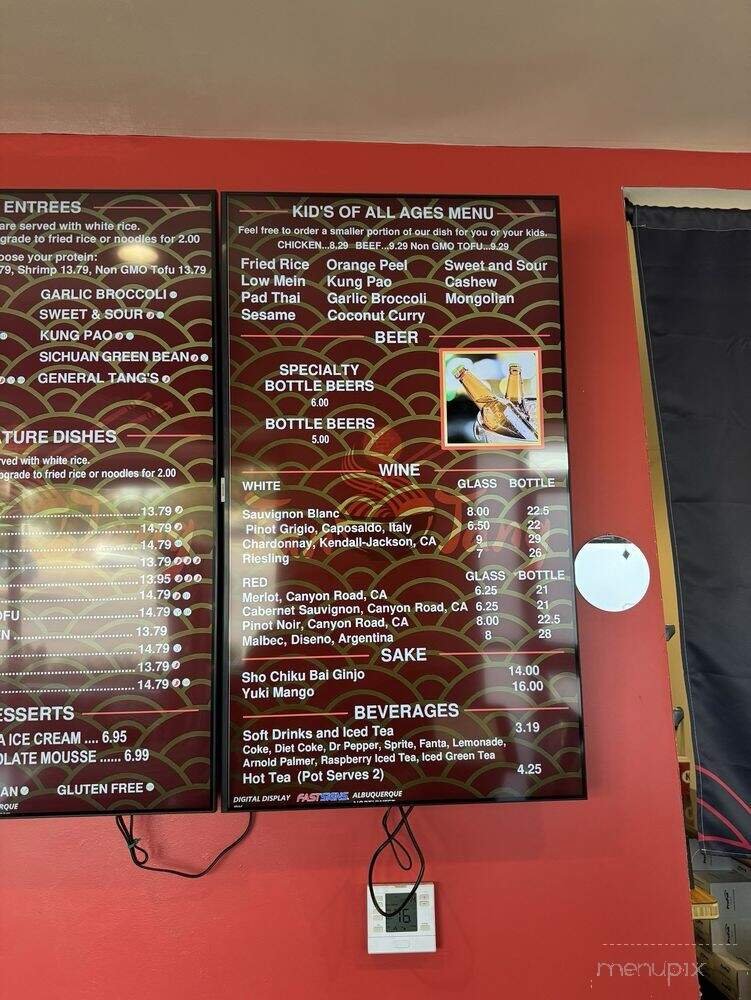 ENTREES
are served with white rice.
grade to fried rice or noodles for 2.00
oose your protein:
79, Shrimp 13.79, Non GMO Tofu 13.79
GARLIC BROCCOLI
SWEET & SOUR
KUNG PAO
SICHUAN GREEN BEAN
GENERAL TANG'S
TURE DISHES
rved with white rice.
pgrade to fried rice or noodles for 2.00
13.79
14.79
14.79
13.79
13.95
14.79
OFU 14.79
EN 13.79
14.79
13.79
14.79
ESSERTS
A ICE CREAM .... 6.95
OLATE MOUSSE ...... 6.99
AN GLUTEN FREE
ERQUE
KID'S OF ALL AGES MENU
Feel free to order a smaller portion of our dish for you or your kids.
CHICKEN...8.29 BEEF...9.29 Non GMO TOFU...9.29
Fried Rice Orange Peel Sweet and Sour
Low Mein Kung Pao Cashew
Pad Thai Garlic Broccoli Mongolian
Sesame Coconut Curry
BEER
SPECIALTY
BOTTLE BEERS
6.00
BOTTLE BEERS
5.00
WINE
WHITE GLASS BOTTLE
Sauvignon Blanc 8.00 22.5
Pinot Grigio, Caposaldo, Italy 6.50 22
Chardonnay, Kendall-Jackson, CA 9 29
Riesling 7 26
RED GLASS BOTTLE
Merlot, Canyon Road, CA 6.25 21
Cabernet Sauvignon, Canyon Road, CA 6.25 21
Pinot Noir, Canyon Road, CA 8.00 22.5
Malbec, Diseno, Argentina 8 28
SAKE
Sho Chiku Bai Ginjo 14.00
Yuki Mango 16.00
BEVERAGES
Soft Drinks and Iced Tea 3.19
Coke, Diet Coke, Dr Pepper, Sprite, Fanta, Lemonade,
Arnold Palmer, Raspberry Iced Tea, Iced Green Tea
Hot Tea (Pot Serves 2) 4.25
DIGITAL DISPLAY FASTSIGNS. ALBUQUERQUE
76
menupix